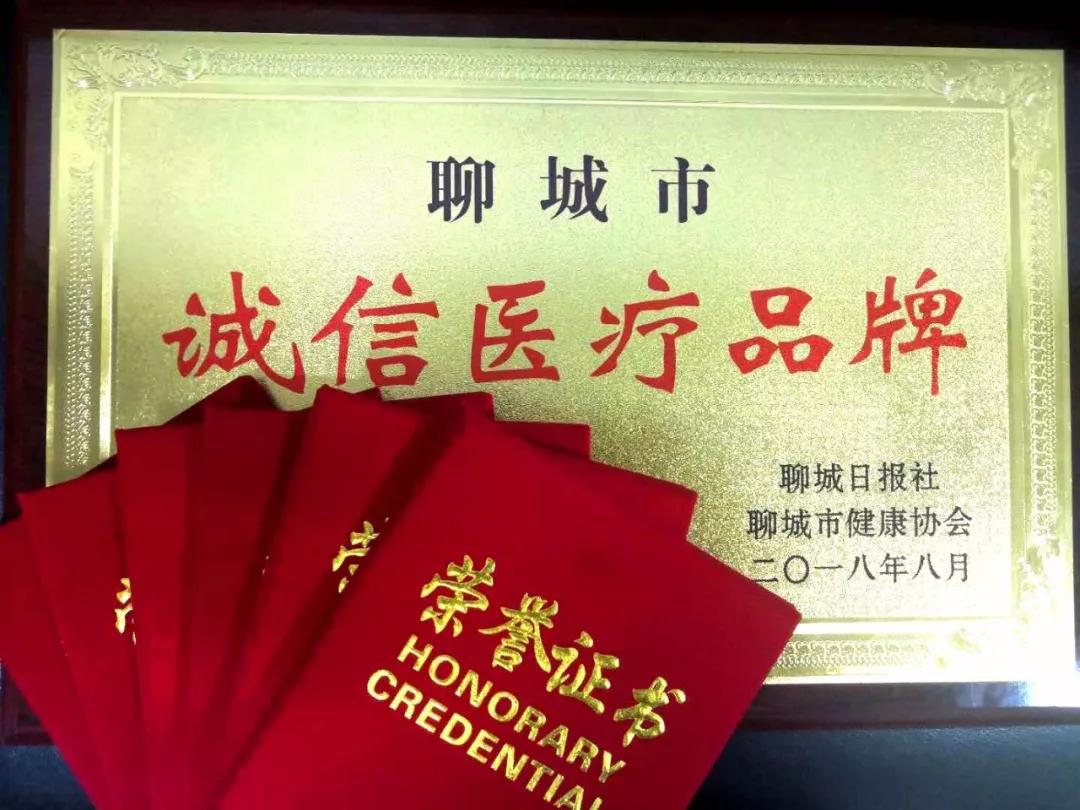 聊城市
诚信医疗品牌
聊城日报社
聊城市健康协会
二〇一八年八月
荣
荣誉证书
HONORARY
CREDENTIAL